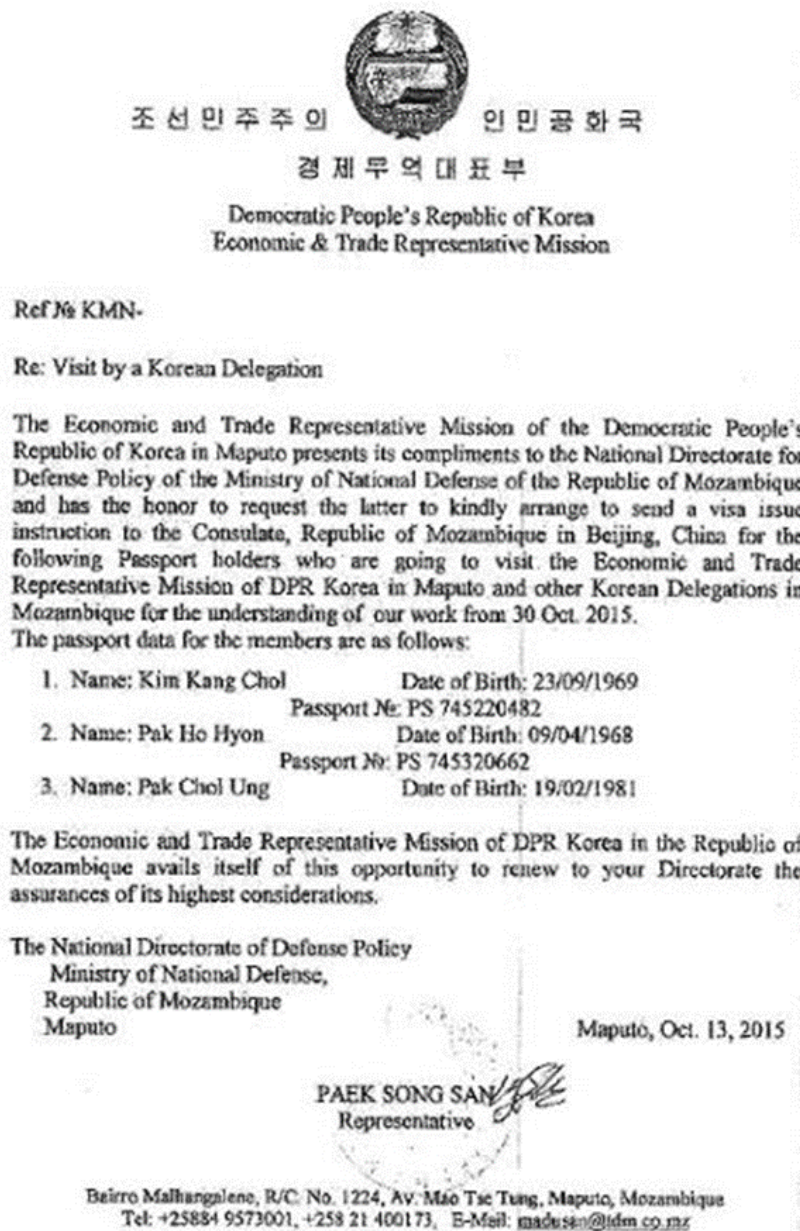 조선민주주의 인민공화국
경제무역대표부
Democratic People's Republic of Korea
Economic & Trade Representative Mission
Ref № KMN-
Re: Visit by a Korean Delegation
The Economic and Trade Representative Mission of the Democratic People's
Republic of Korea in Maputo presents its compliments to the National Directorate for
Defense Policy of the Ministry of National Defense of the Republic of Mozambique
and has the honor to request the latter to kindly arrange to send a visa issue
instruction to the Consulate, Republic of Mozambique in Beijing, China for the
following Passport holders who are going to visit the Economic and Trade
Representative Mission of DPR Korea in Maputo and other Korean Delegations in
Mozambique for the understanding of our work from 30 Oct. 2015.
The passport data for the members are as follows:
1. Name: Kim Kang Chol Date of Birth: 23/09/1969
Passport №: PS 745220482
2. Name: Pak Ho Hyon Date of Birth: 09/04/1968
Passport №: PS 745320662
3. Name: Pak Chol Ung Date of Birth: 19/02/1981
The Economic and Trade Representative Mission of DPR Korea in the Republic of
Mozambique avails itself of this opportunity to renew to your Directorate the
assurances of its highest considerations.
The National Directorate of Defense Policy
Ministry of National Defense,
Republic of Mozambique
Maputo Maputo, Oct. 13, 2015
PAEK SONG SAN
Representative
Bairro Malhangalene, R/C. No. 1224, Av. Mao Tse Tung, Maputo, Mozambique
Tel: +25884 9573001, +258 21 400173, E-Mail: madusan@tdm.co.mz